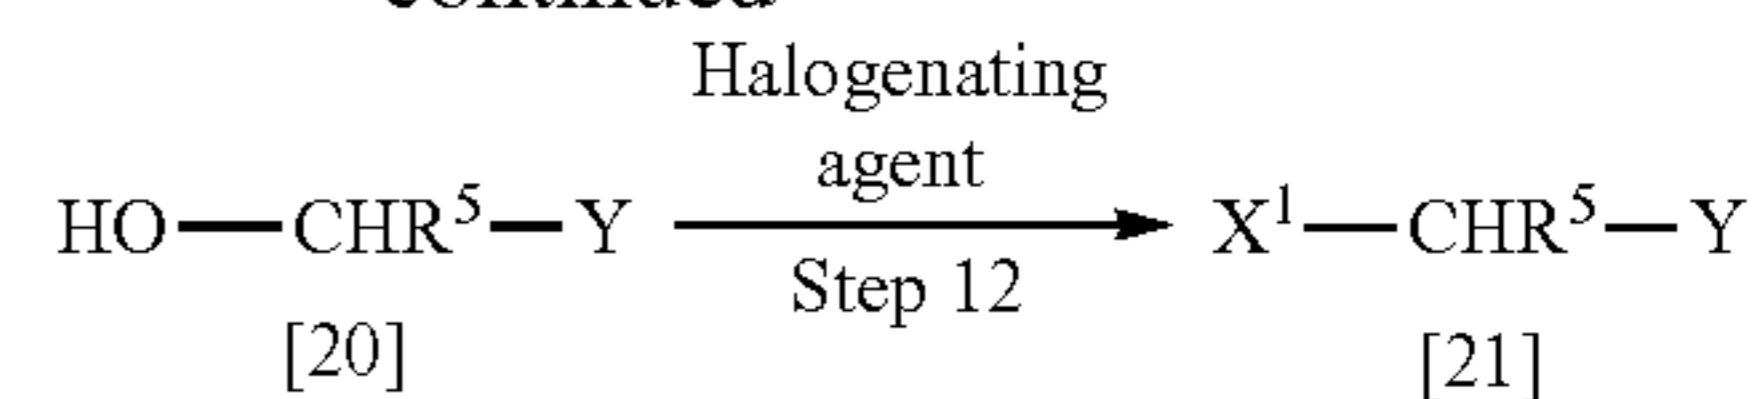 Halogenating
agent
HO—CHR⁵—Y X¹—CHR⁵—Y
Step 12
[20] [21]